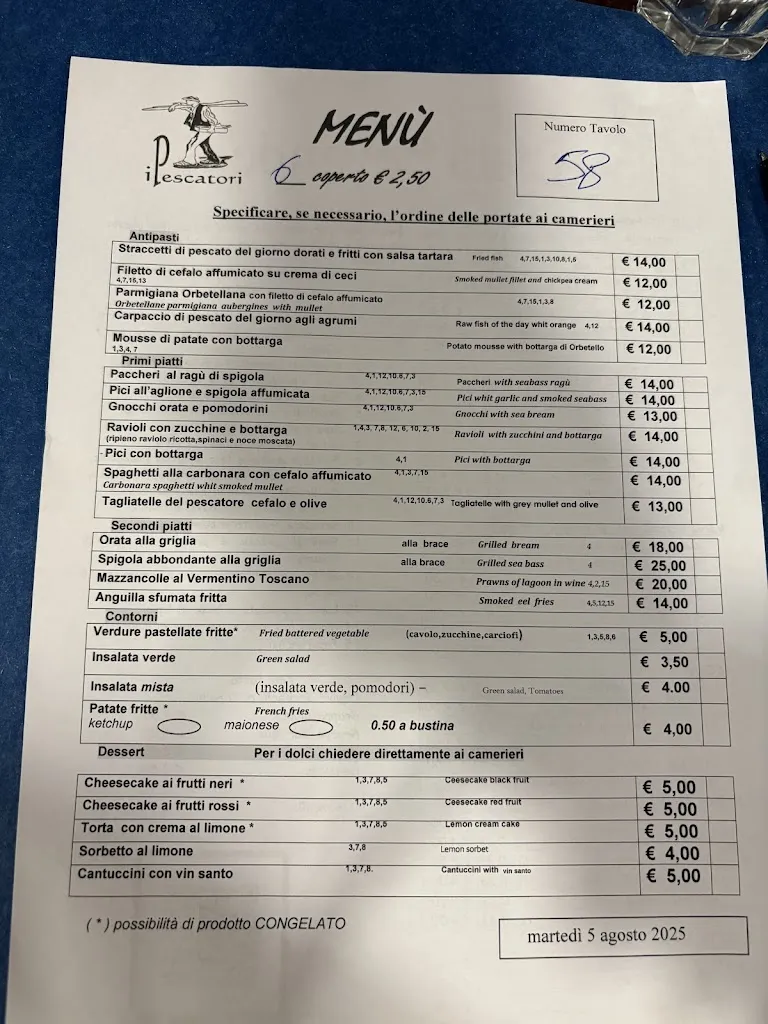 i Pescatori
MENÙ
6 coperto € 2,50
Numero Tavolo
58
Specificare, se necessario, l'ordine delle portate ai camerieri
Antipasti
Straccetti di pescato del giorno dorati e fritti con salsa tartara Fried fish 4,7,15,1,3,10,8,1,6 € 14,00
Filetto di cefalo affumicato su crema di ceci Smoked mullet fillet and chickpea cream € 12,00
4,7,15,13
Parmigiana Orbetellana con filetto di cefalo affumicato 4,7,15,1,3,8 € 12,00
Orbetellane parmigiana aubergines with mullet
Carpaccio di pescato del giorno agli agrumi Raw fish of the day whit orange 4,12 € 14,00
Mousse di patate con bottarga Potato mousse with bottarga di Orbetello € 12,00
1,3,4, 7
Primi piatti
Paccheri al ragù di spigola 4,1,12,10.6,7,3 Paccheri with seabass ragù € 14,00
Pici all'aglione e spigola affumicata 4,1,12,10.6,7,3,15 Pici whit garlic and smoked seabass € 14,00
Gnocchi orata e pomodorini 4,1,12,10.6,7,3 Gnocchi with sea bream € 13,00
Ravioli con zucchine e bottarga 1,4,3, 7,8, 12, 6, 10, 2, 15 Ravioli with zucchini and bottarga € 14,00
(ripieno raviolo ricotta,spinaci e noce moscata)
- Pici con bottarga 4,1 Pici with bottarga € 14,00
Spaghetti alla carbonara con cefalo affumicato 4,1,3,7,15 € 14,00
Carbonara spaghetti whit smoked mullet
Tagliatelle del pescatore cefalo e olive 4,1,12,10.6,7,3 Tagliatelle with grey mullet and olive € 13,00
Secondi piatti
Orata alla griglia alla brace Grilled bream 4 € 18,00
Spigola abbondante alla griglia alla brace Grilled sea bass 4 € 25,00
Mazzancolle al Vermentino Toscano Prawns of lagoon in wine 4,2,15 € 20,00
Anguilla sfumata fritta Smoked eel fries 4,5,12,15 € 14,00
Contorni
Verdure pastellate fritte* Fried battered vegetable (cavolo,zucchine,carciofi) 1,3,5,8,6 € 5,00
Insalata verde Green salad € 3,50
Insalata mista (insalata verde, pomodori) – Green salad, Tomatoes € 4.00
Patate fritte * French fries € 4,00
ketchup maionese 0.50 a bustina
Dessert Per i dolci chiedere direttamente ai camerieri
Cheesecake ai frutti neri * 1,3,7,8,5 Ceesecake black fruit € 5,00
Cheesecake ai frutti rossi * 1,3,7,8,5 Ceesecake red fruit € 5,00
Torta con crema al limone * 1,3,7,8,5 Lemon cream cake € 5,00
Sorbetto al limone 3,7,8 Lemon sorbet € 4,00
Cantuccini con vin santo 1,3,7,8. Cantuccini with vin santo € 5,00
( * ) possibilità di prodotto CONGELATO
martedì 5 agosto 2025